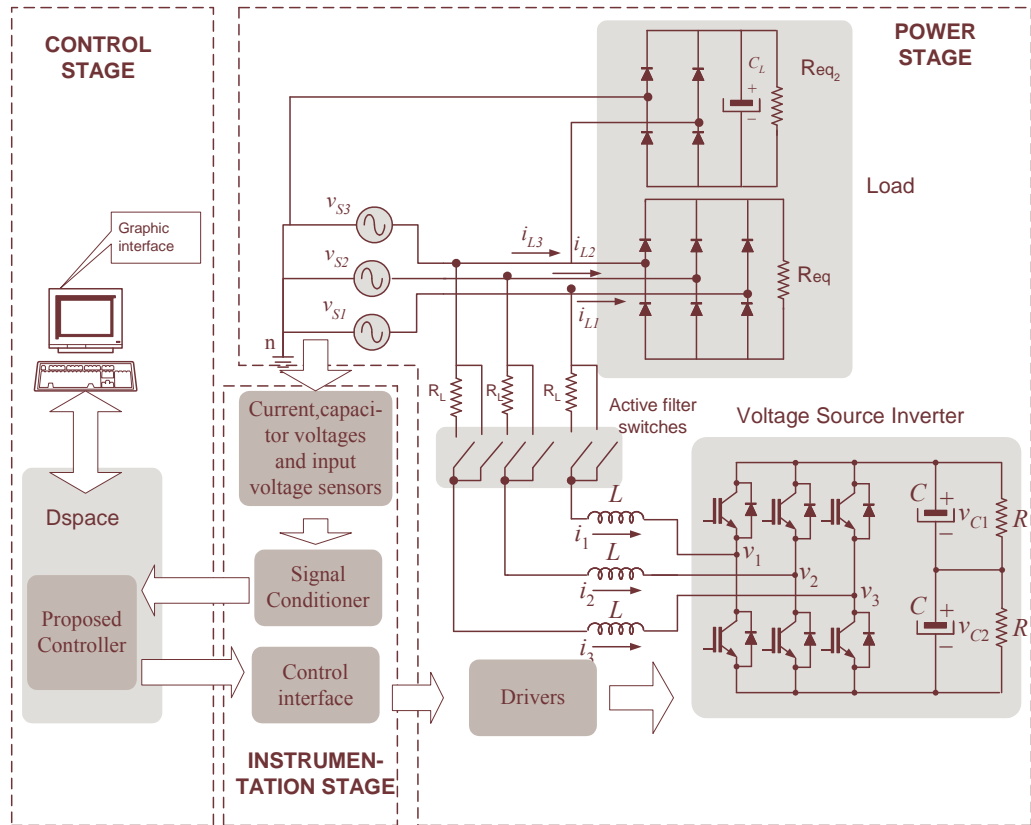 CONTROL
STAGE
POWER
STAGE
C_L
+
−
Req₂
Load
Graphic
interface
v_S3
v_S2
v_S1
n
i_L3
i_L2
i_L1
Req
R_L
R_L
R_L
Active filter
switches
Voltage Source Inverter
Current,capaci-
tor voltages
and input
voltage sensors
Dspace
Proposed
Controller
Signal
Conditioner
Control
interface
Drivers
INSTRUMEN-
TATION STAGE
L
i_1
L
i_2
L
i_3
v_1
v_2
v_3
C
+
v_C1
−
R
C
+
v_C2
−
R